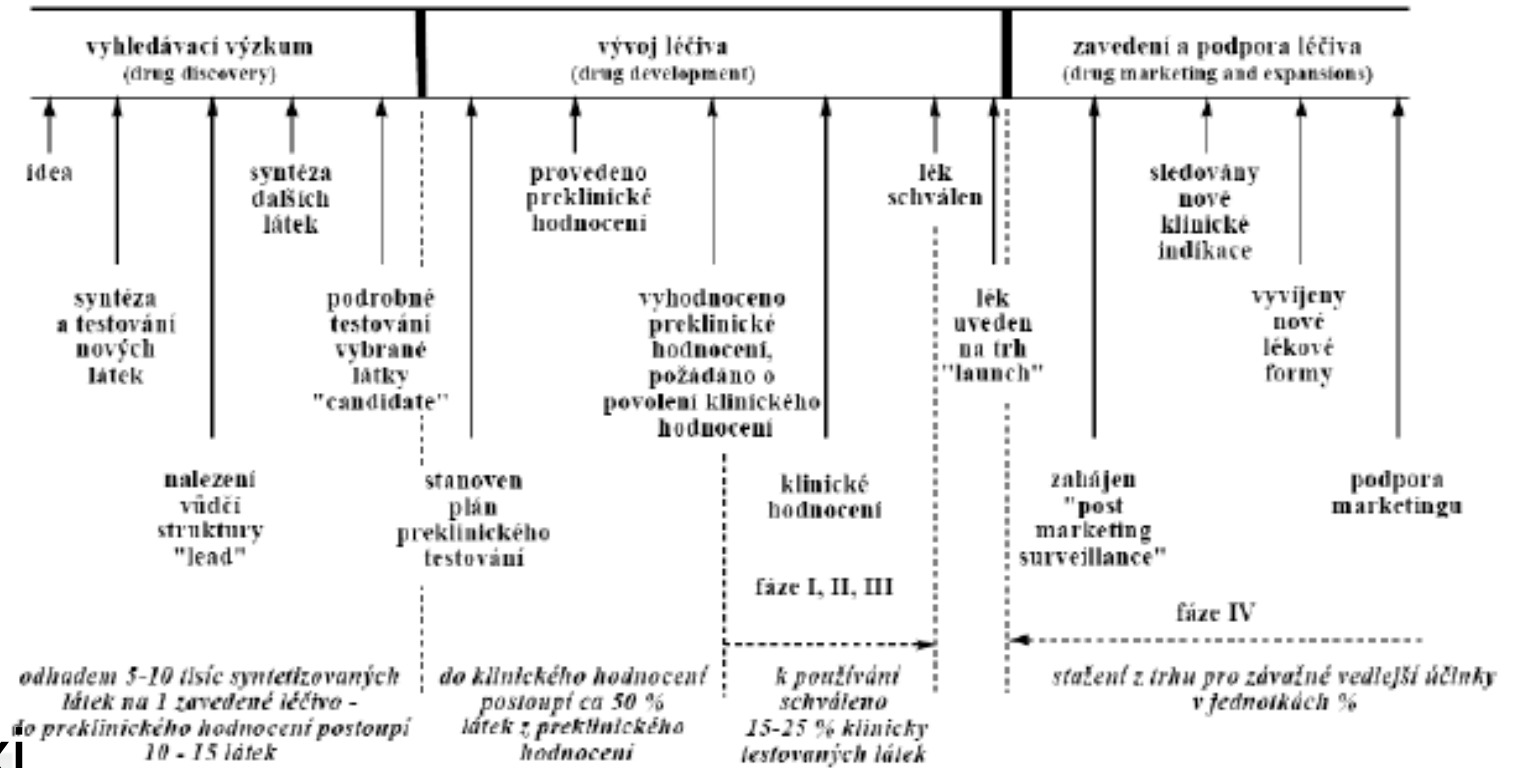 vyhledávací výzkum
(drug discovery)
vývoj léčiva
(drug development)
zavedení a podpora léčiva
(drug marketing and expansions)
idea
syntéza
a testování
nových
látek
nalezení
vůdčí
struktury
"lead"
syntéza
dalších
látek
podrobné
testování
vybrané
látky
"candidate"
stanoven
plán
preklinického
testování
provedeno
preklinické
hodnocení
vyhodnoceno
preklinické
hodnocení,
požádáno o
povolení klinického
hodnocení
klinické
hodnocení
fáze I, II, III
lék
schválen
lék
uveden
na trh
"launch"
zahájen
"post
marketing
surveillance"
sledovány
nové
klinické
indikace
vyvíjeny
nové
lékové
formy
podpora
marketingu
fáze IV
odhadem 5-10 tisíc syntetizovaných
látek na 1 zavedené léčivo -
do preklinického hodnocení postoupí
10 - 15 látek
do klinického hodnocení
postoupí ca 50 %
látek z preklinického
hodnocení
k používání
schváleno
15-25 % klinicky
testovaných látek
stažení z trhu pro závažné vedlejší účinky
v jednotkách %